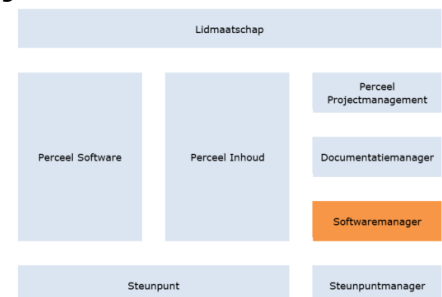 Lidmaatschap
Perceel
Projectmanagement
Perceel Software
Perceel Inhoud
Documentatiemanager
Softwaremanager
Steunpunt
Steunpuntmanager